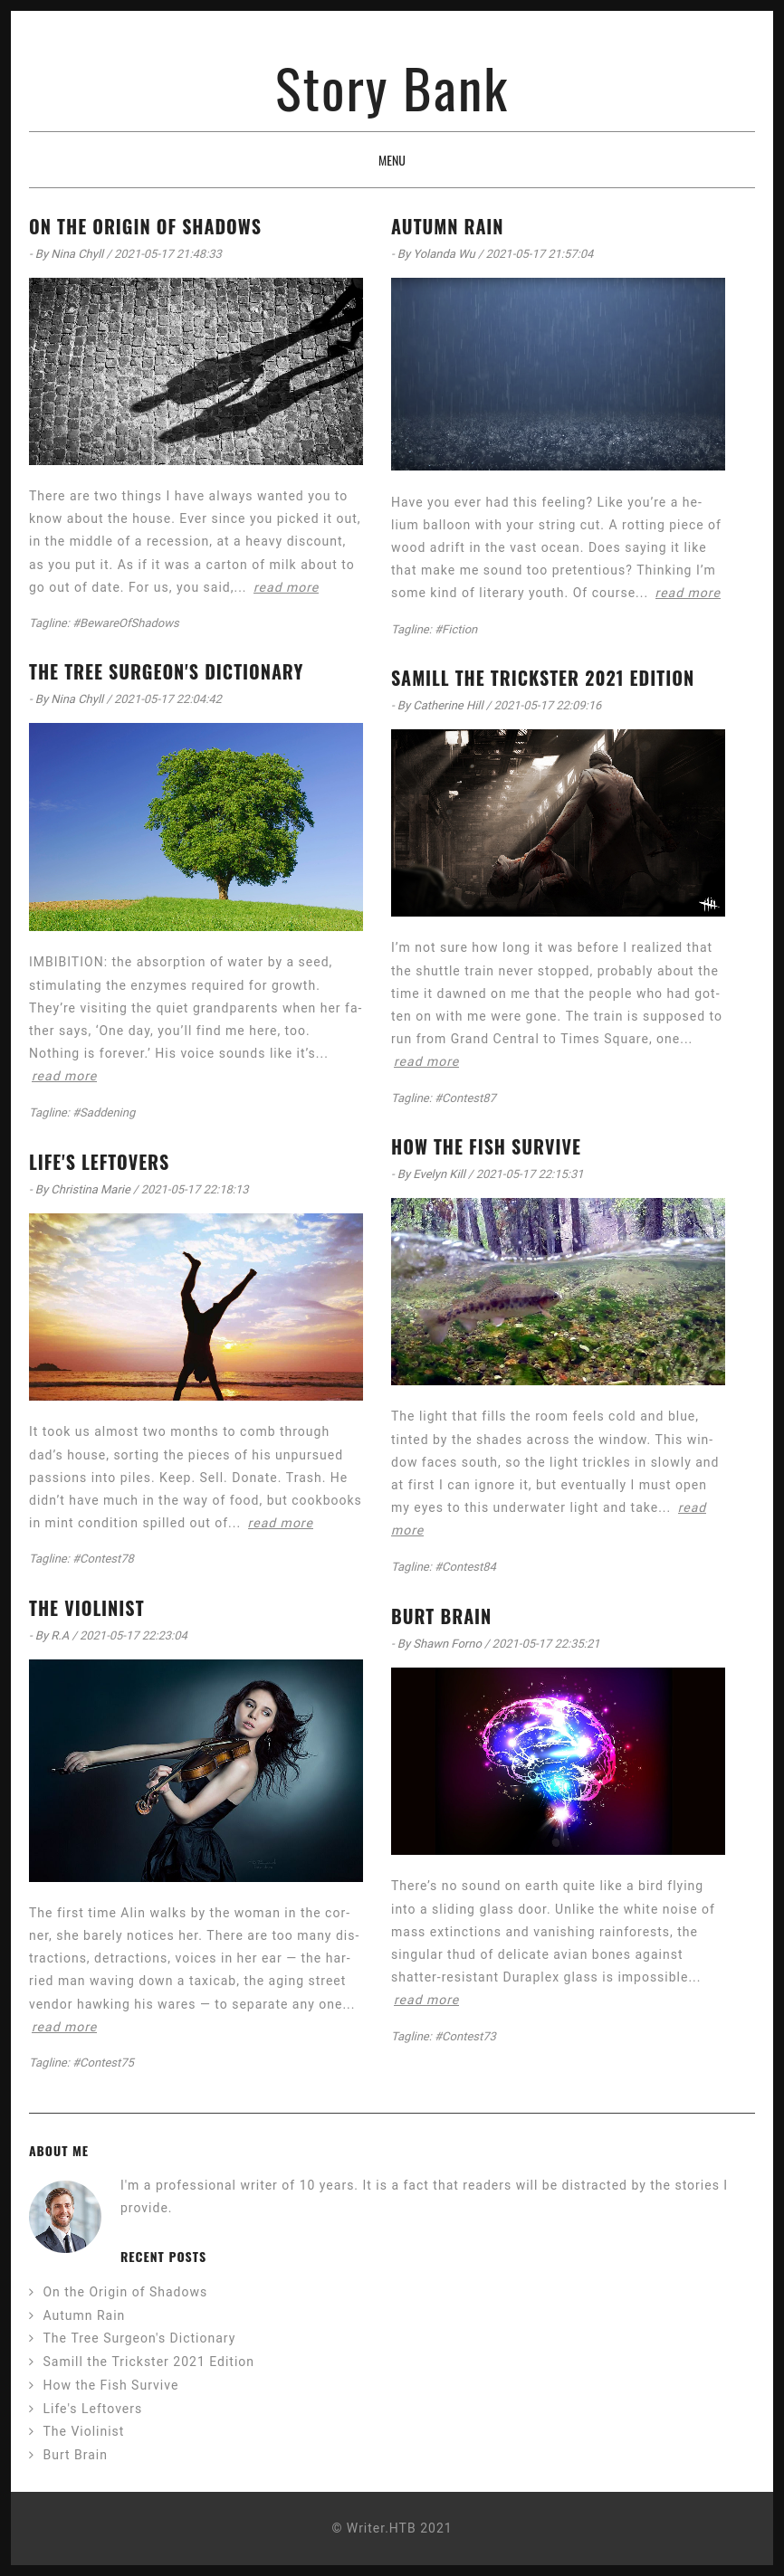 Story Bank
MENU
ON THE ORIGIN OF SHADOWS
- By Nina Chyll / 2021-05-17 21:48:33
There are two things I have always wanted you to
know about the house. Ever since you picked it out,
in the middle of a recession, at a heavy discount,
as you put it. As if it was a carton of milk about to
go out of date. For us, you said,... read more
Tagline: #BewareOfShadows
THE TREE SURGEON'S DICTIONARY
- By Nina Chyll / 2021-05-17 22:04:42
IMBIBITION: the absorption of water by a seed,
stimulating the enzymes required for growth.
They’re visiting the quiet grandparents when her fa-
ther says, ‘One day, you’ll find me here, too.
Nothing is forever.’ His voice sounds like it’s...
read more
Tagline: #Saddening
LIFE'S LEFTOVERS
- By Christina Marie / 2021-05-17 22:18:13
It took us almost two months to comb through
dad’s house, sorting the pieces of his unpursued
passions into piles. Keep. Sell. Donate. Trash. He
didn’t have much in the way of food, but cookbooks
in mint condition spilled out of... read more
Tagline: #Contest78
THE VIOLINIST
- By R.A / 2021-05-17 22:23:04
The first time Alin walks by the woman in the cor-
ner, she barely notices her. There are too many dis-
tractions, detractions, voices in her ear — the har-
ried man waving down a taxicab, the aging street
vendor hawking his wares — to separate any one...
read more
Tagline: #Contest75
AUTUMN RAIN
- By Yolanda Wu / 2021-05-17 21:57:04
Have you ever had this feeling? Like you’re a he-
lium balloon with your string cut. A rotting piece of
wood adrift in the vast ocean. Does saying it like
that make me sound too pretentious? Thinking I’m
some kind of literary youth. Of course... read more
Tagline: #Fiction
SAMILL THE TRICKSTER 2021 EDITION
- By Catherine Hill / 2021-05-17 22:09:16
I’m not sure how long it was before I realized that
the shuttle train never stopped, probably about the
time it dawned on me that the people who had got-
ten on with me were gone. The train is supposed to
run from Grand Central to Times Square, one...
read more
Tagline: #Contest87
HOW THE FISH SURVIVE
- By Evelyn Kill / 2021-05-17 22:15:31
The light that fills the room feels cold and blue,
tinted by the shades across the window. This win-
dow faces south, so the light trickles in slowly and
at first I can ignore it, but eventually I must open
my eyes to this underwater light and take... read
more
Tagline: #Contest84
BURT BRAIN
- By Shawn Forno / 2021-05-17 22:35:21
There’s no sound on earth quite like a bird flying
into a sliding glass door. Unlike the white noise of
mass extinctions and vanishing rainforests, the
singular thud of delicate avian bones against
shatter-resistant Duraplex glass is impossible...
read more
Tagline: #Contest73
ABOUT ME
I'm a professional writer of 10 years. It is a fact that readers will be distracted by the stories I
provide.
RECENT POSTS
On the Origin of Shadows
Autumn Rain
The Tree Surgeon's Dictionary
Samill the Trickster 2021 Edition
How the Fish Survive
Life's Leftovers
The Violinist
Burt Brain
© Writer.HTB 2021